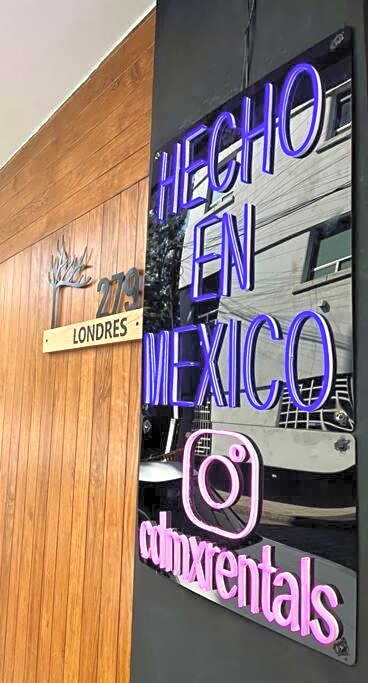 279
LONDRES
HECHO
EN
MEXICO
cdmxrentals